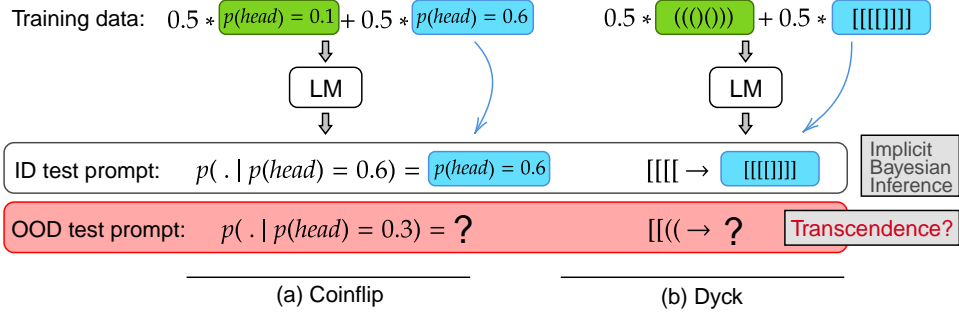 Training data: 0.5 * p(head) = 0.1 + 0.5 * p(head) = 0.6 0.5 * ((()())) + 0.5 * [[[[]]]]
LM LM
ID test prompt: p( . | p(head) = 0.6) = p(head) = 0.6 [[[[ → [[[[]]]]
Implicit
Bayesian
Inference
OOD test prompt: p( . | p(head) = 0.3) = ? [[(( → ? Transcendence?
(a) Coinflip (b) Dyck